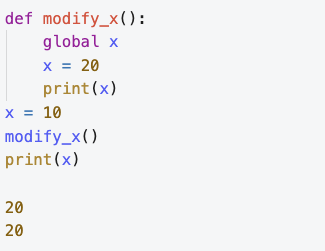 def modify_x():
    global x
    x = 20
    print(x)
x = 10
modify_x()
print(x)

20
20